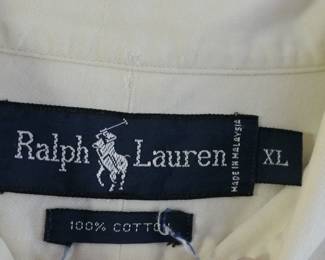 Ralph Lauren
MADE IN MALAYSIA
XL
100% COTTON